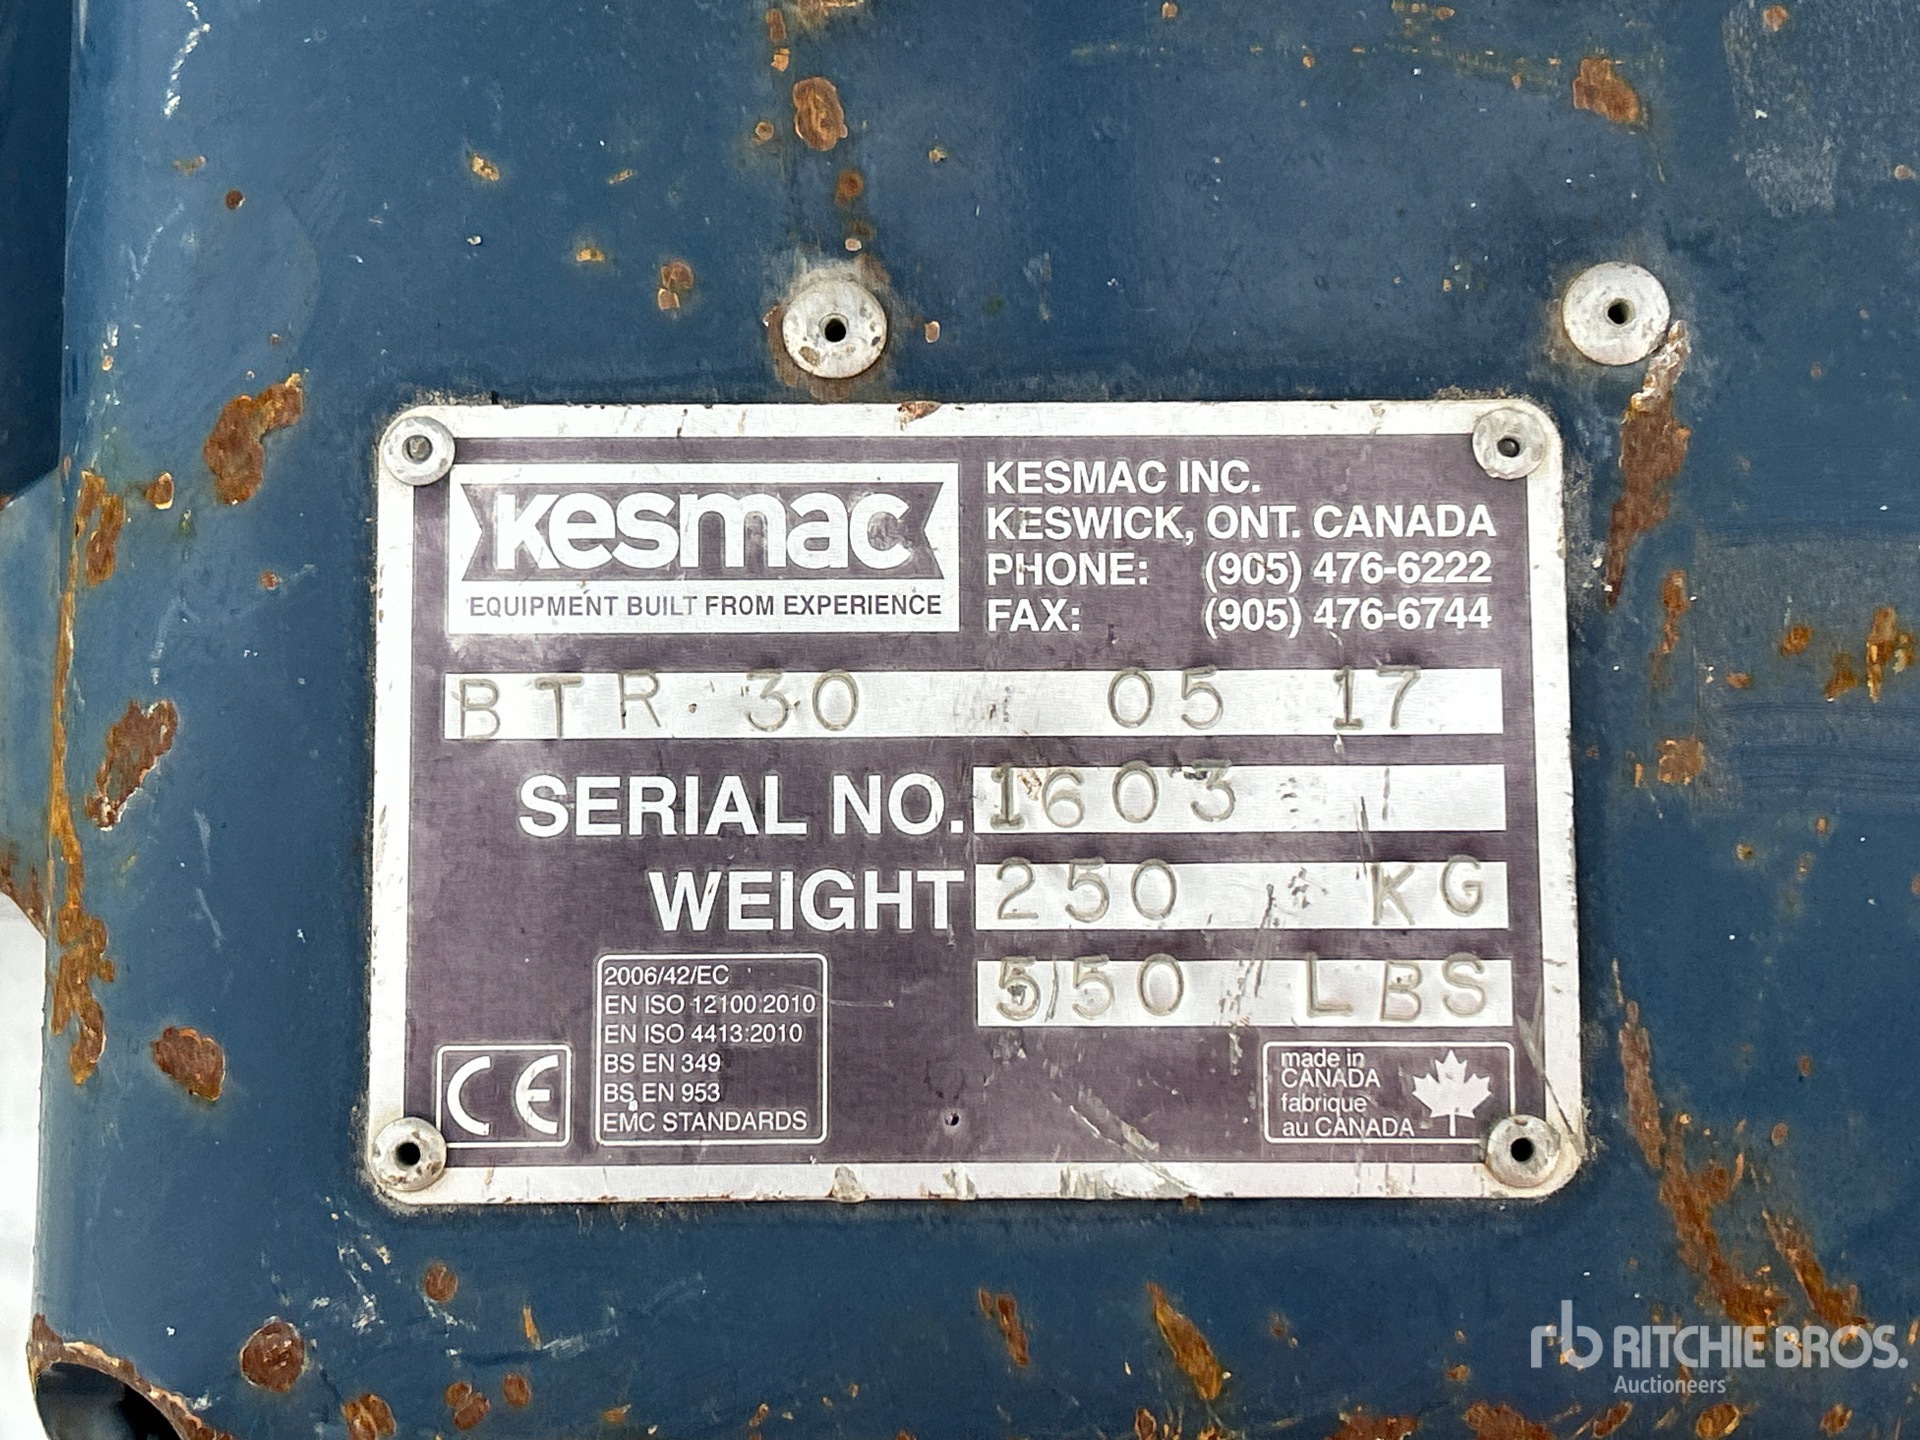 Kesmac
EQUIPMENT BUILT FROM EXPERIENCE
KESMAC INC.
KESWICK, ONT. CANADA
PHONE: (905) 476-6222
FAX: (905) 476-6744
BTR 30 05 17
SERIAL NO. 1603
WEIGHT 250 KG
550 LBS
CE
2006/42/EC
EN ISO 12100:2010
EN ISO 4413:2010
BS EN 349
BS EN 953
EMC STANDARDS
made in
CANADA
fabrique
au CANADA
rb RITCHIE BROS.
Auctioneers